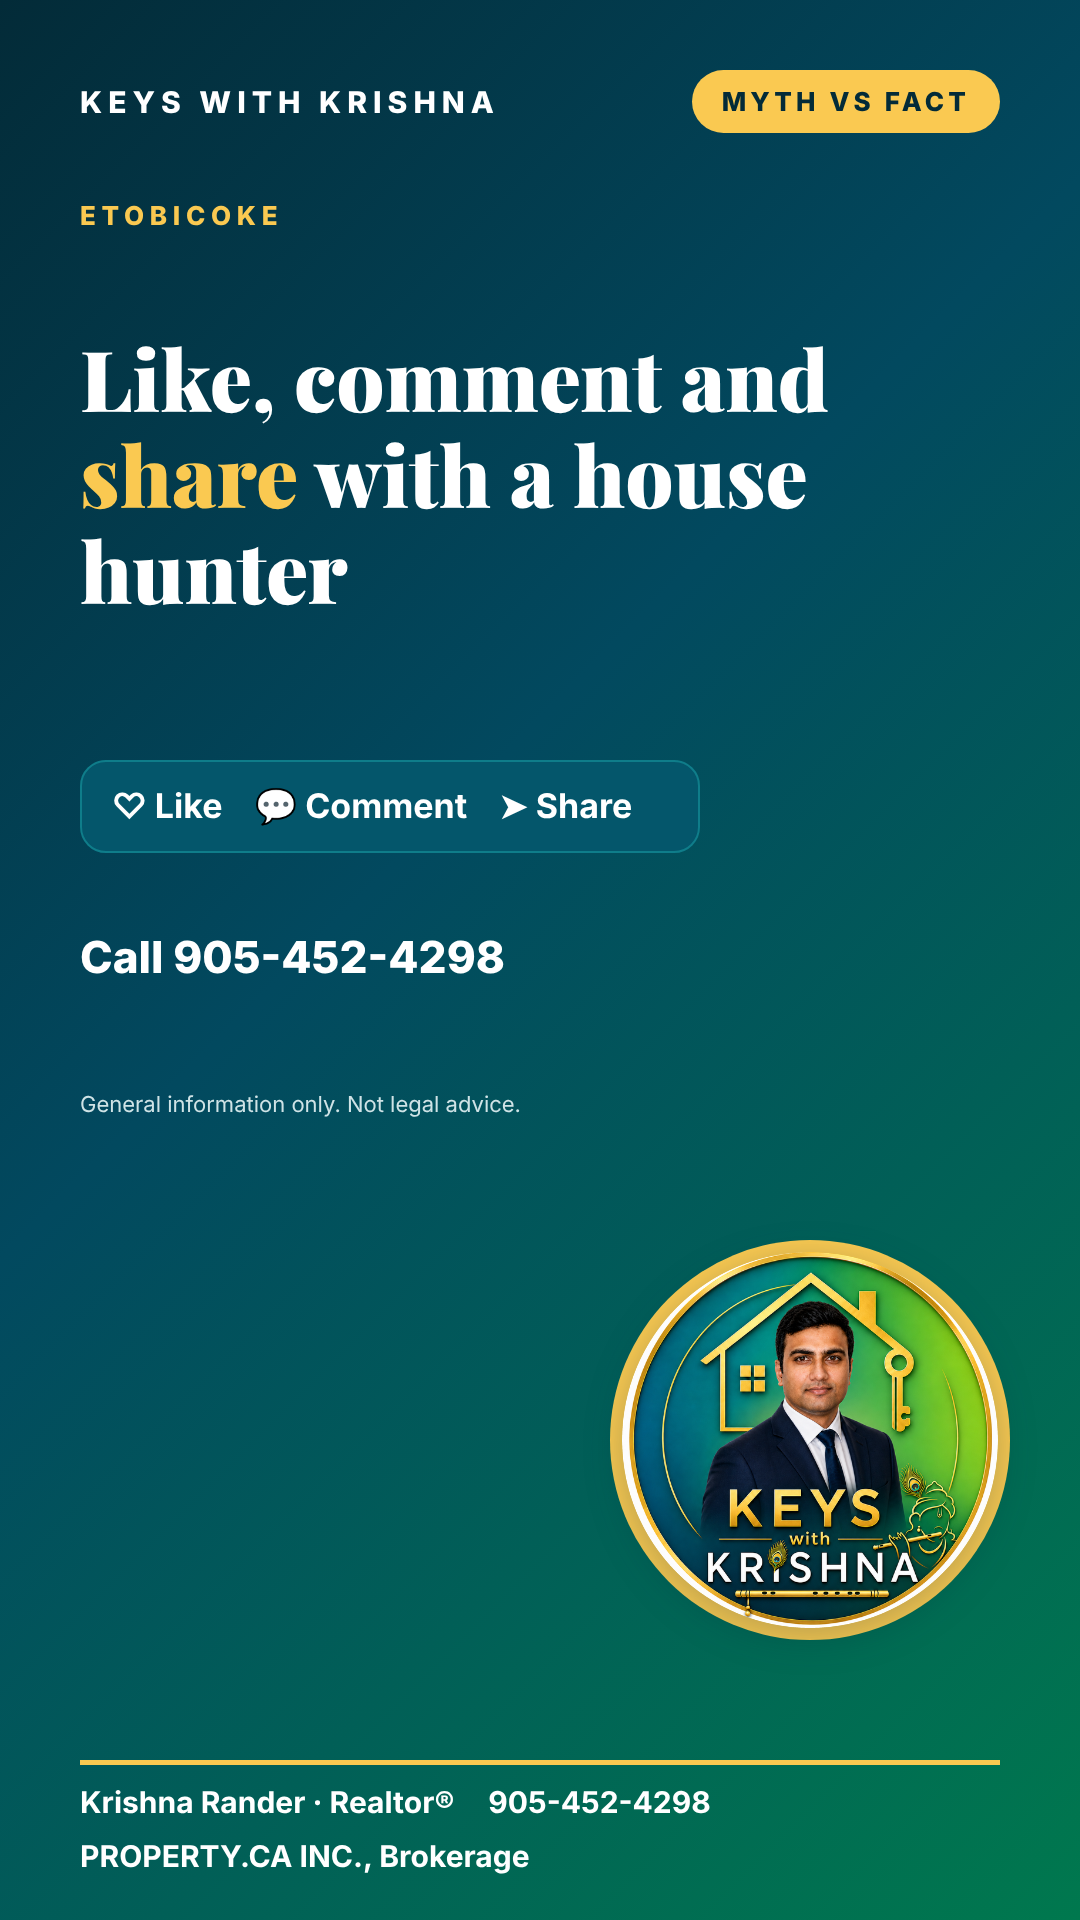 KEYS WITH KRISHNA
MYTH VS FACT
ETOBICOKE
Like, comment and
share with a house
hunter
♡ Like 💬 Comment ➤ Share
Call 905-452-4298
General information only. Not legal advice.
KEYS
with
KRISHNA
Krishna Rander · Realtor® 905-452-4298
PROPERTY.CA INC., Brokerage